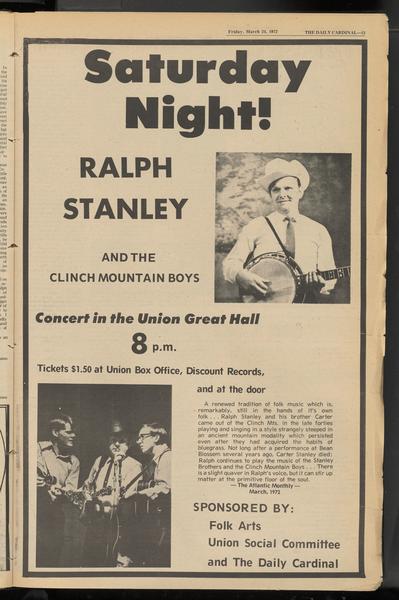 Friday, March 24, 1972
THE DAILY CARDINAL—13
Saturday
Night!
RALPH
STANLEY
AND THE
CLINCH MOUNTAIN BOYS
Concert in the Union Great Hall
8 p.m.
Tickets $1.50 at Union Box Office, Discount Records,
and at the door
A renewed tradition of folk music which is,
remarkably, still in the hands of it's own
folk . . . Ralph Stanley and his brother Carter
came out of the Clinch Mts. in the late forties
playing and singing in a style strangely steeped in
an ancient mountain modality which persisted
even after they had acquired the habits of
bluegrass. Not long after a performance at Bean
Blossom several years ago, Carter Stanley died;
Ralph continues to play the music of the Stanley
Brothers and the Clinch Mountain Boys . . . There
is a slight quaver in Ralph's voice, but it can stir up
matter at the primitive floor of the soul.
— The Atlantic Monthly —
March, 1972
SPONSORED BY:
Folk Arts
Union Social Committee
and The Daily Cardinal